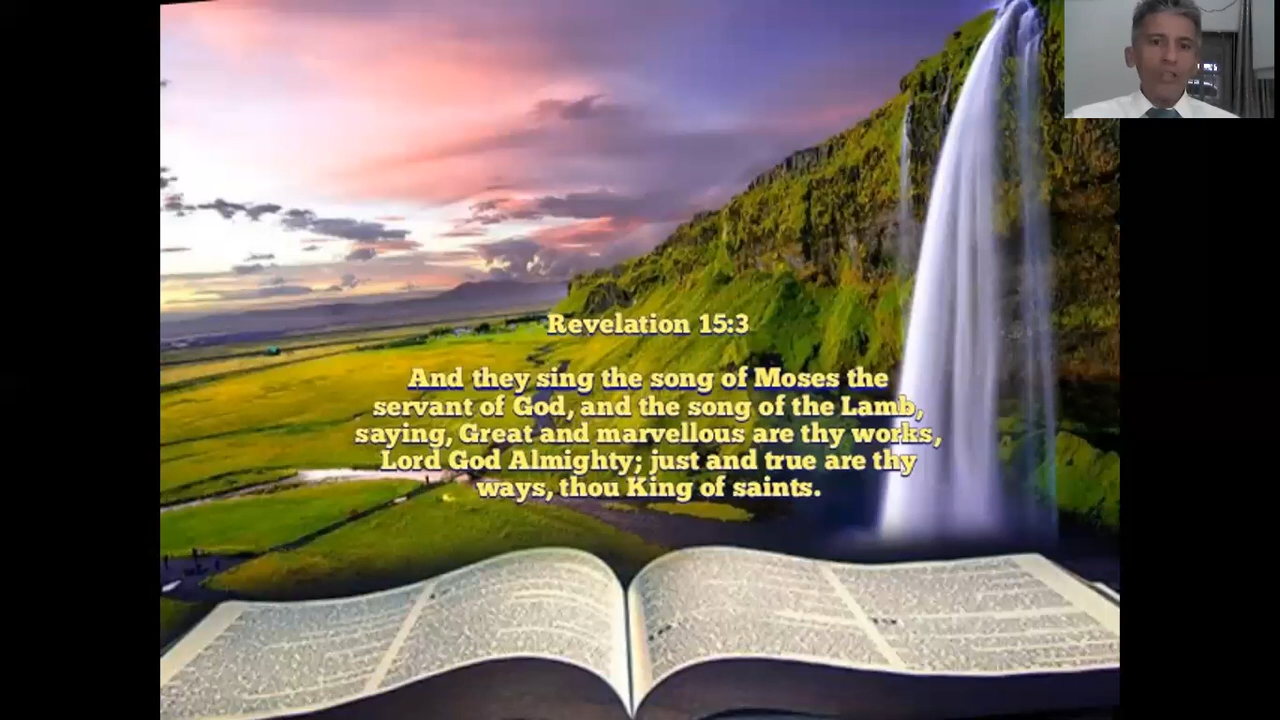 Revelation 15:3
And they sing the song of Moses the
servant of God, and the song of the Lamb,
saying, Great and marvellous are thy works,
Lord God Almighty; just and true are thy
ways, thou King of saints.